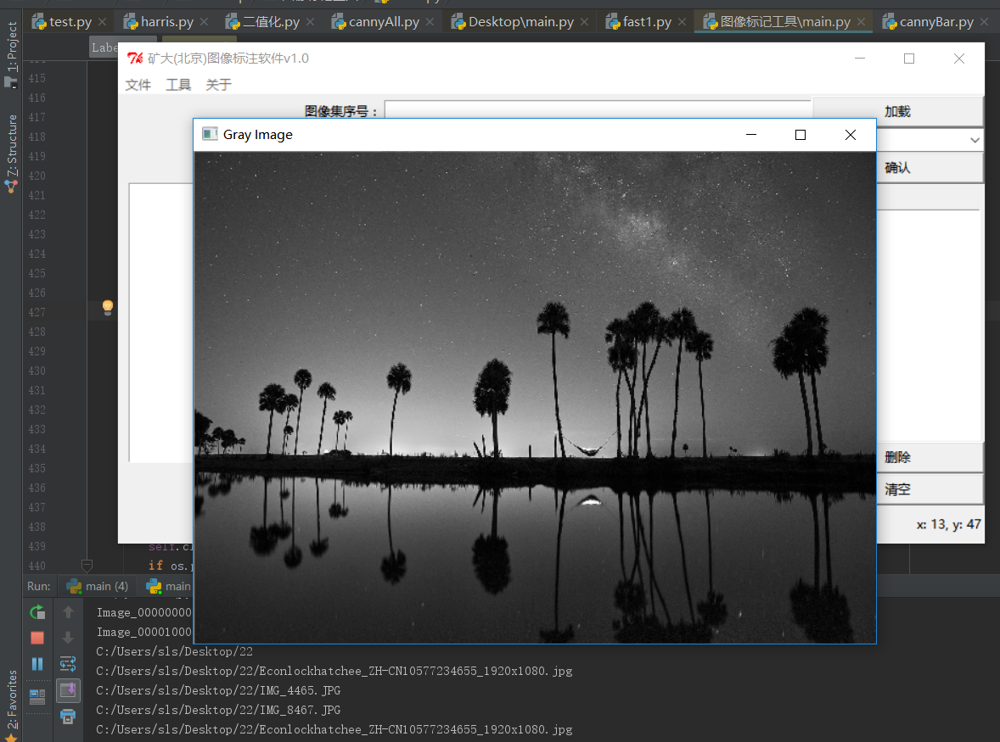 test.py harris.py 二值化.py cannyAll.py Desktop\main.py fast1.py 图像标记工具\main.py cannyBar.py
1: Project
7: Structure
2: Favorites
Labe
矿大(北京)图像标注软件v1.0
文件 工具 关于
图像集序号： 加载
Gray Image
确认
删除
清空
x: 13, y: 47
415
416
417
418
419
420
421
422
423
424
425
426
427
428
429
430
431
432
433
434
435
436
437
438
439 self.cl
440 if os.p
Run: main (4) main
Image_00000000
Image_00001000
C:/Users/sls/Desktop/22
C:/Users/sls/Desktop/22/Econlockhatchee_ZH-CN10577234655_1920x1080.jpg
C:/Users/sls/Desktop/22/IMG_4465.JPG
C:/Users/sls/Desktop/22/IMG_8467.JPG
C:/Users/sls/Desktop/22/Econlockhatchee_ZH-CN10577234655_1920x1080.jpg